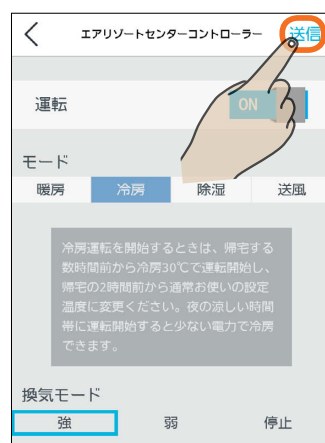 エアリゾートセンターコントローラー 送信
運転 ON
モード
暖房 冷房 除湿 送風
冷房運転を開始するときは、帰宅する
数時間前から冷房30℃で運転開始し、
帰宅の2時間前から通常お使いの設定
温度に変更ください。夜の涼しい時間
帯に運転開始すると少ない電力で冷房
できます。
換気モード
強 弱 停止